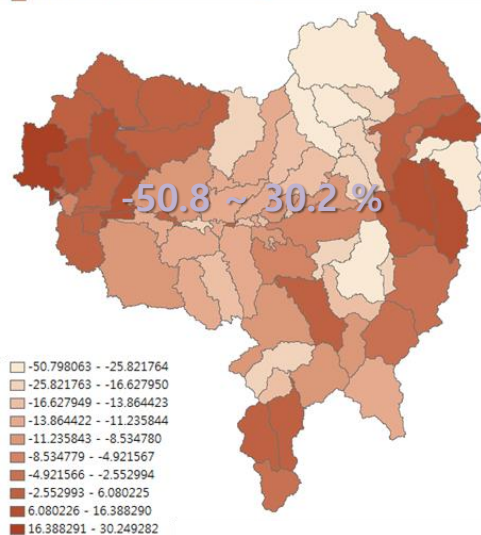 -50.8 ~ 30.2 %
-50.798063 - -25.821764
-25.821763 - -16.627950
-16.627949 - -13.864423
-13.864422 - -11.235844
-11.235843 - -8.534780
-8.534779 - -4.921567
-4.921566 - -2.552994
-2.552993 - 6.080225
6.080226 - 16.388290
16.388291 - 30.249282